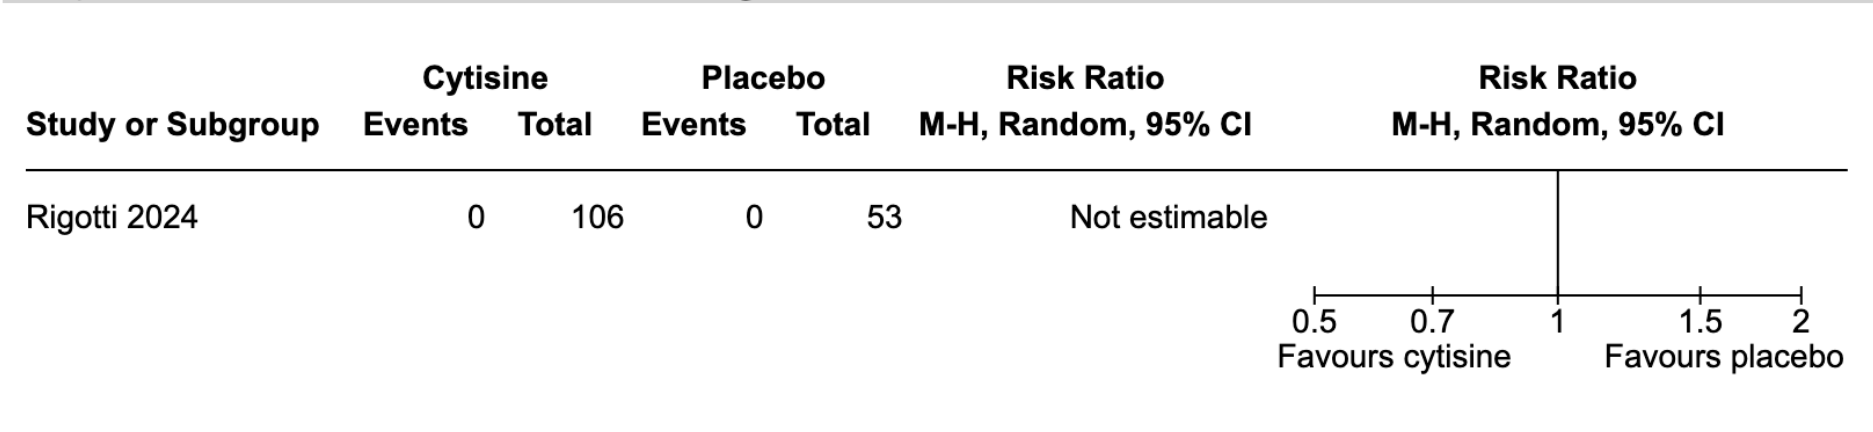 Cytisine Placebo Risk Ratio Risk Ratio
Study or Subgroup Events Total Events Total M-H, Random, 95% CI M-H, Random, 95% CI
Rigotti 2024 0 106 0 53 Not estimable
0.5 0.7 1 1.5 2
Favours cytisine Favours placebo